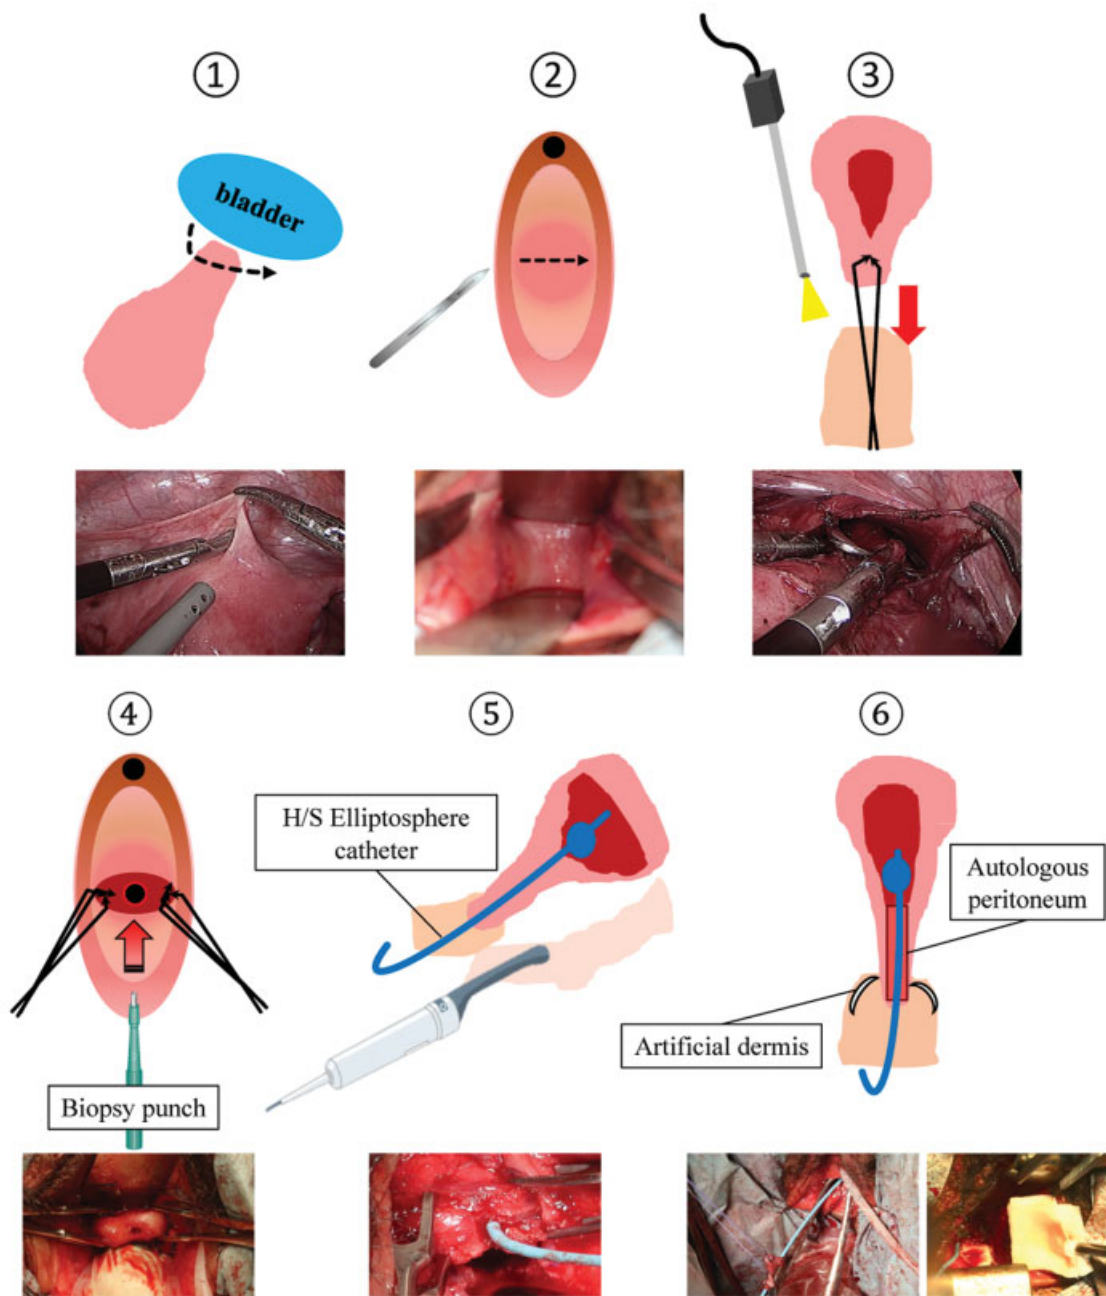 ①
②
③
bladder
④
⑤
⑥
H/S Elliptosphere
catheter
Autologous
peritoneum
Artificial dermis
Biopsy punch